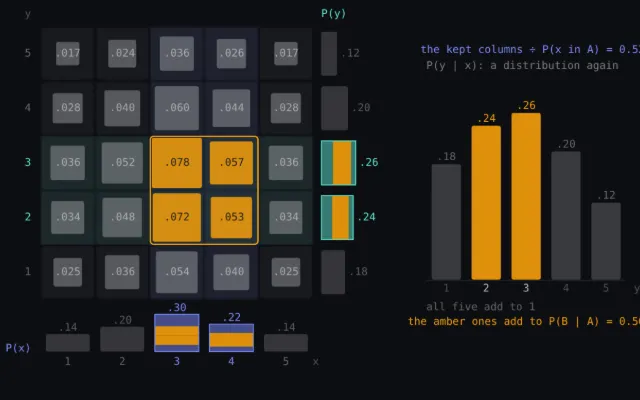 y
P(y)
5 .017 .024 .036 .026 .017 .12
4 .028 .040 .060 .044 .028 .20
3 .036 .052 .078 .057 .036 .26
2 .034 .048 .072 .053 .034 .24
1 .025 .036 .054 .040 .025 .18
P(x) .14 .20 .30 .22 .14
1 2 3 4 5 x
the kept columns ÷ P(x in A) = 0.5
P(y | x): a distribution again
.18 .24 .26 .20 .12
1 2 3 4 5 y
all five add to 1
the amber ones add to P(B | A) = 0.5